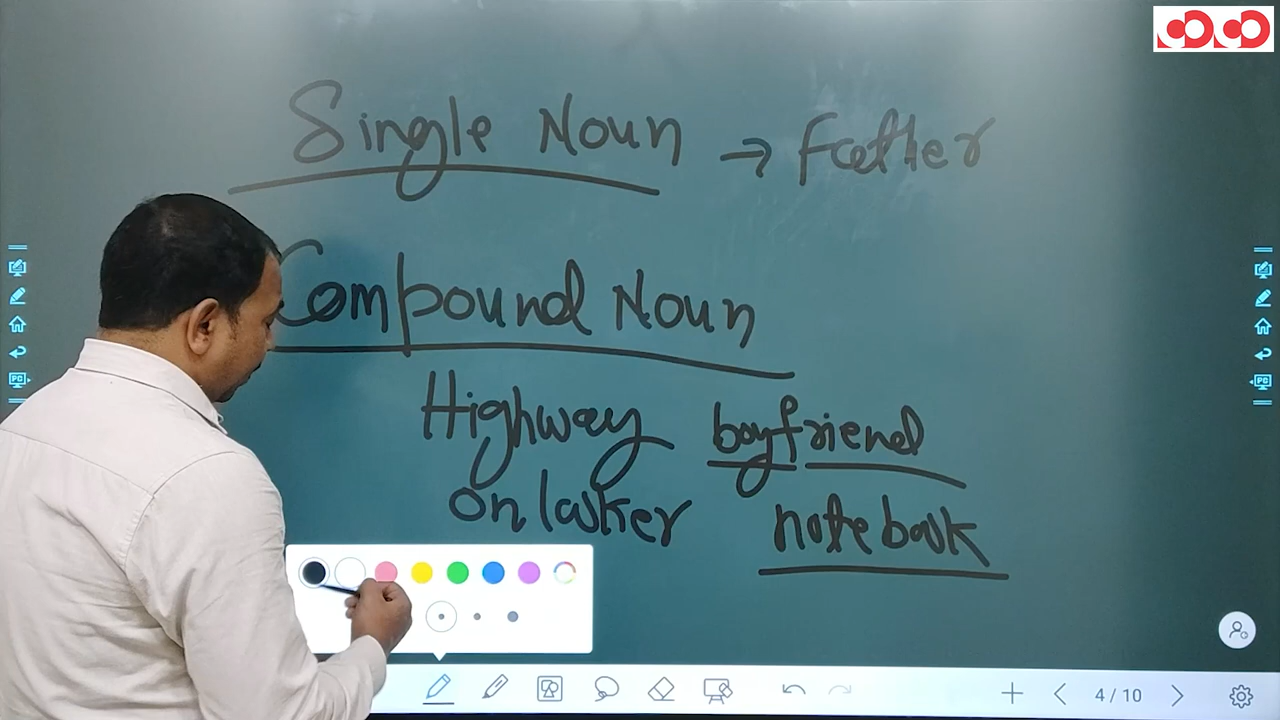 Single Noun → Father
Compound Noun
Highway boyfriend
onlooker notebook
4/10